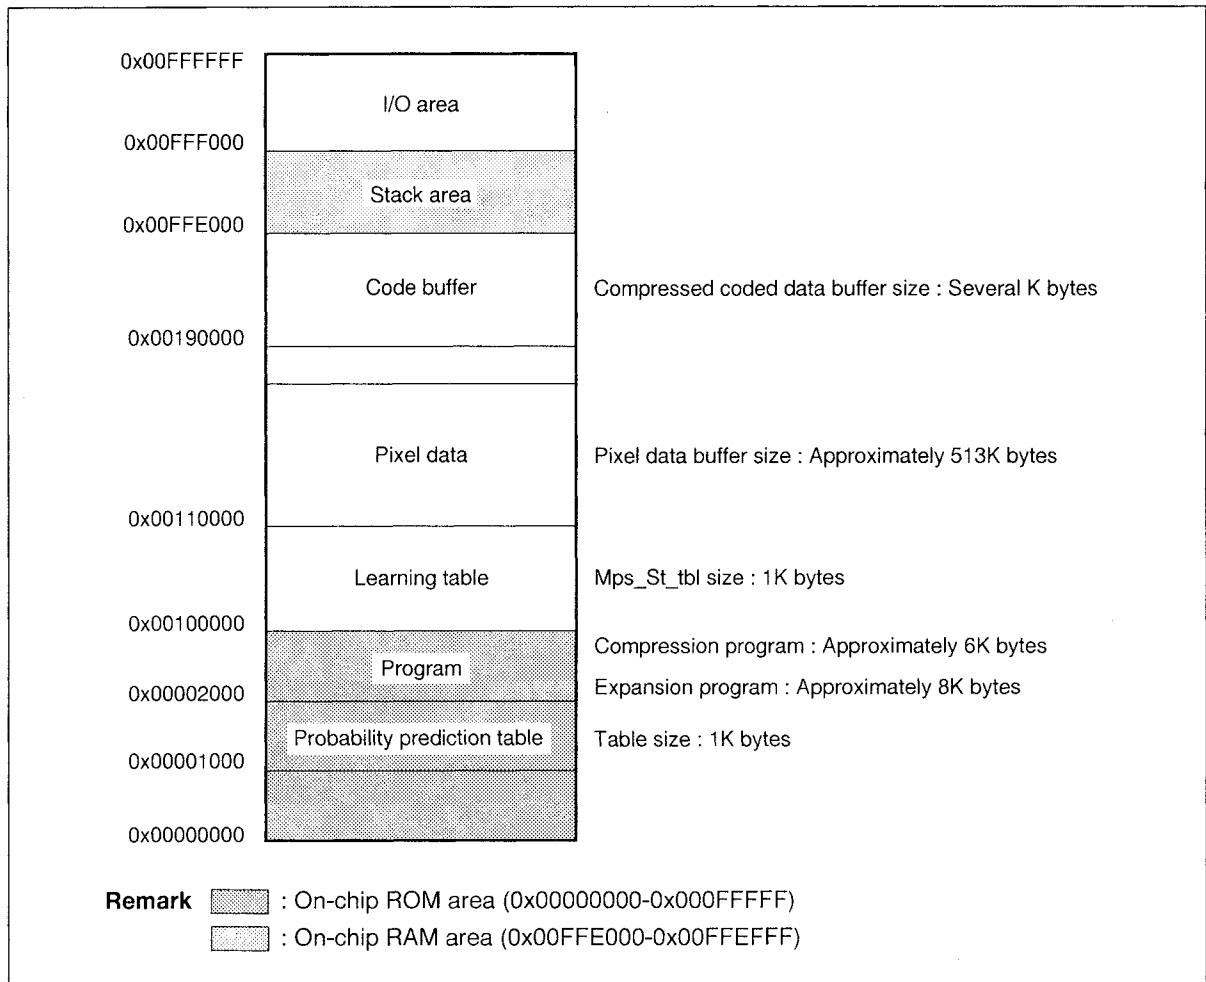 0x00FFFFFF
I/O area
0x00FFF000
Stack area
0x00FFE000
Code buffer
Compressed coded data buffer size : Several K bytes
0x00190000
Pixel data
Pixel data buffer size : Approximately 513K bytes
0x00110000
Learning table
Mps_St_tbl size : 1K bytes
0x00100000
Compression program : Approximately 6K bytes
Program
Expansion program : Approximately 8K bytes
0x00002000
Probability prediction table
Table size : 1K bytes
0x00001000
0x00000000
Remark : On-chip ROM area (0x00000000-0x000FFFFF)
: On-chip RAM area (0x00FFE000-0x00FFEFFF)